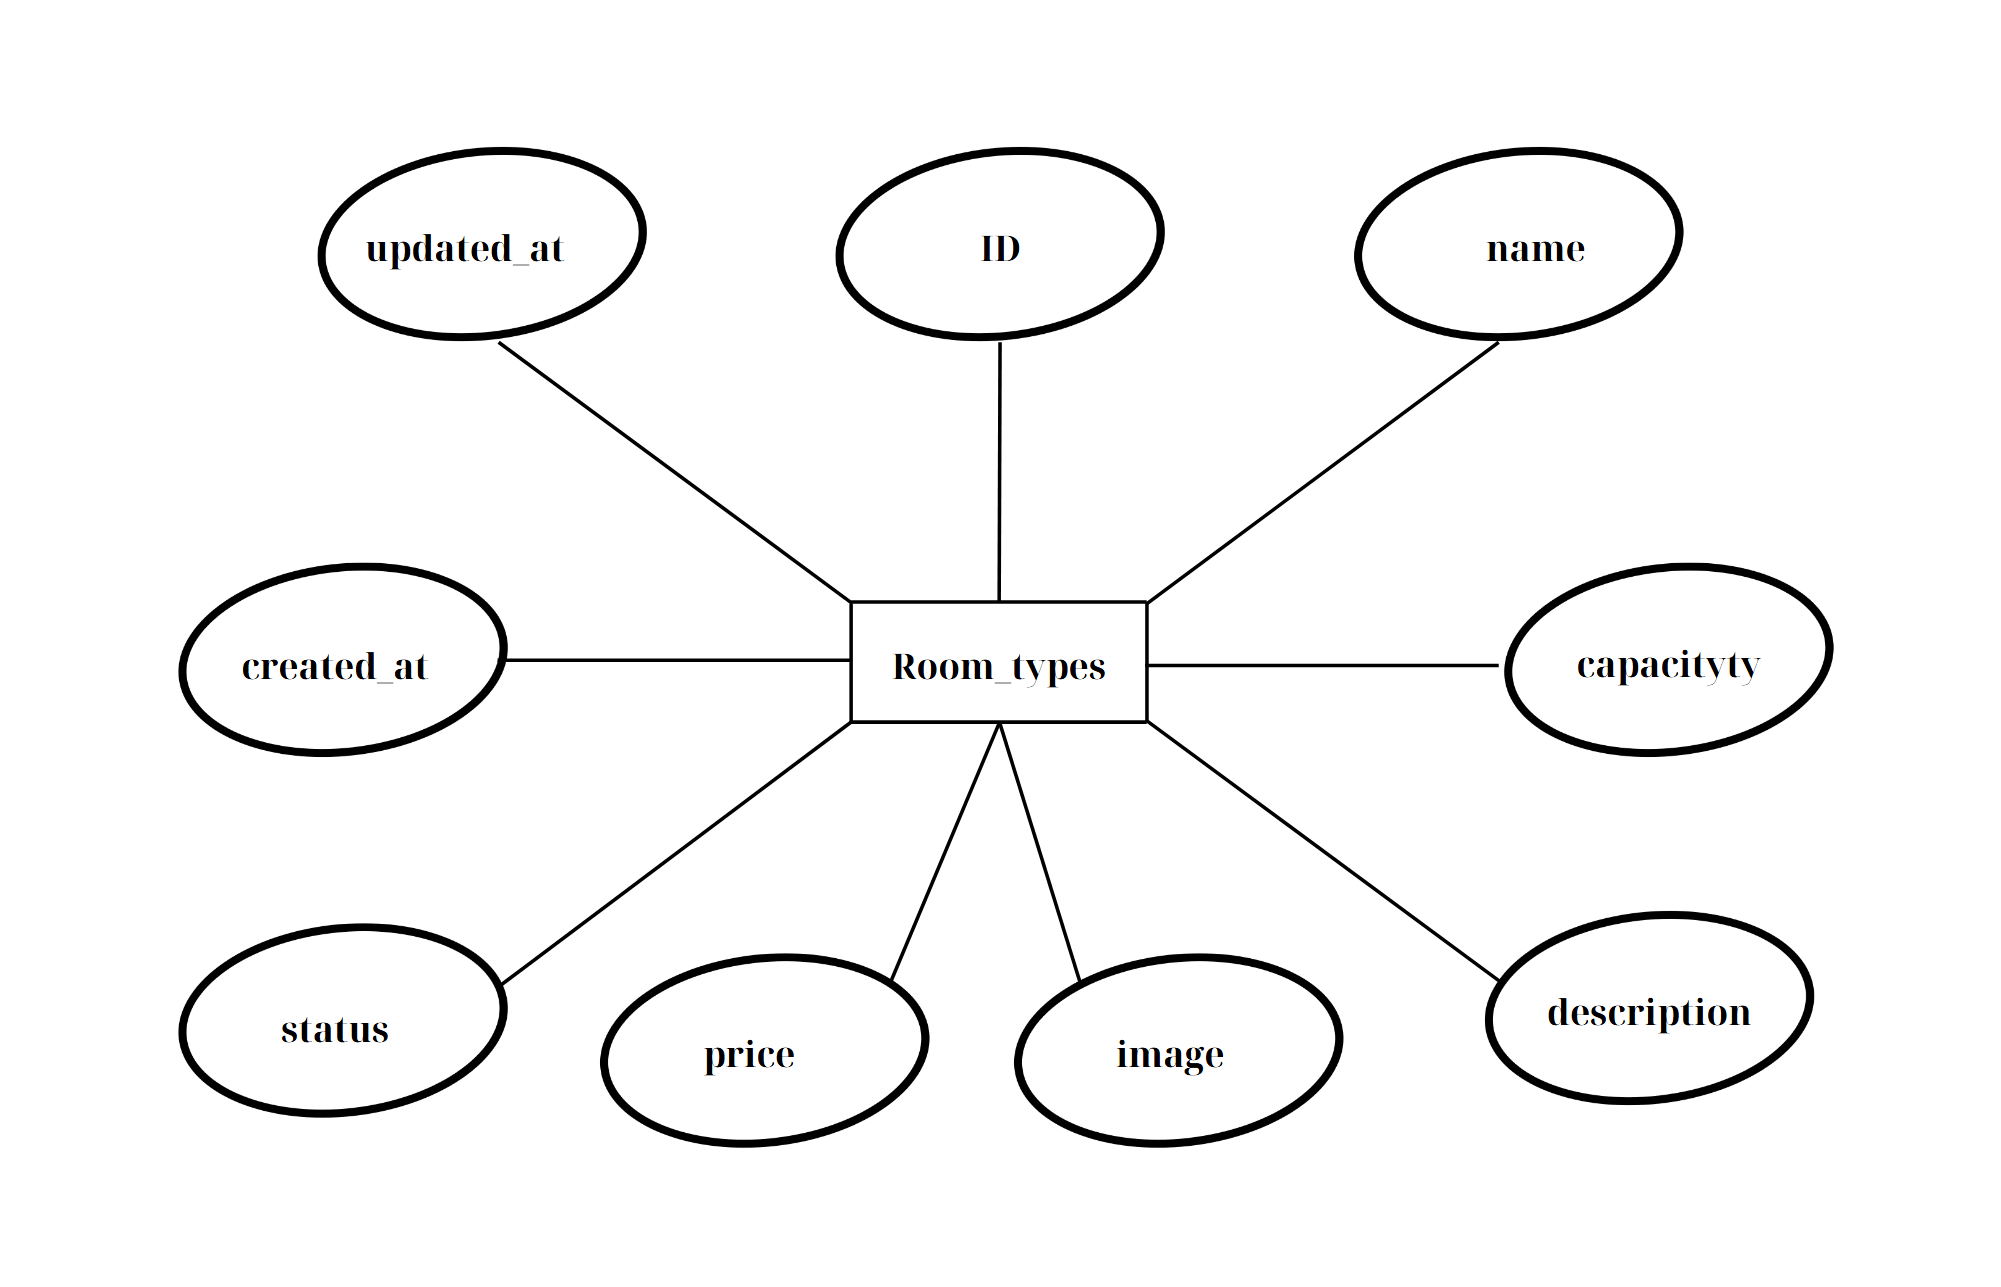 updated_at
ID
name
created_at
Room_types
capacityty
status
price
image
description